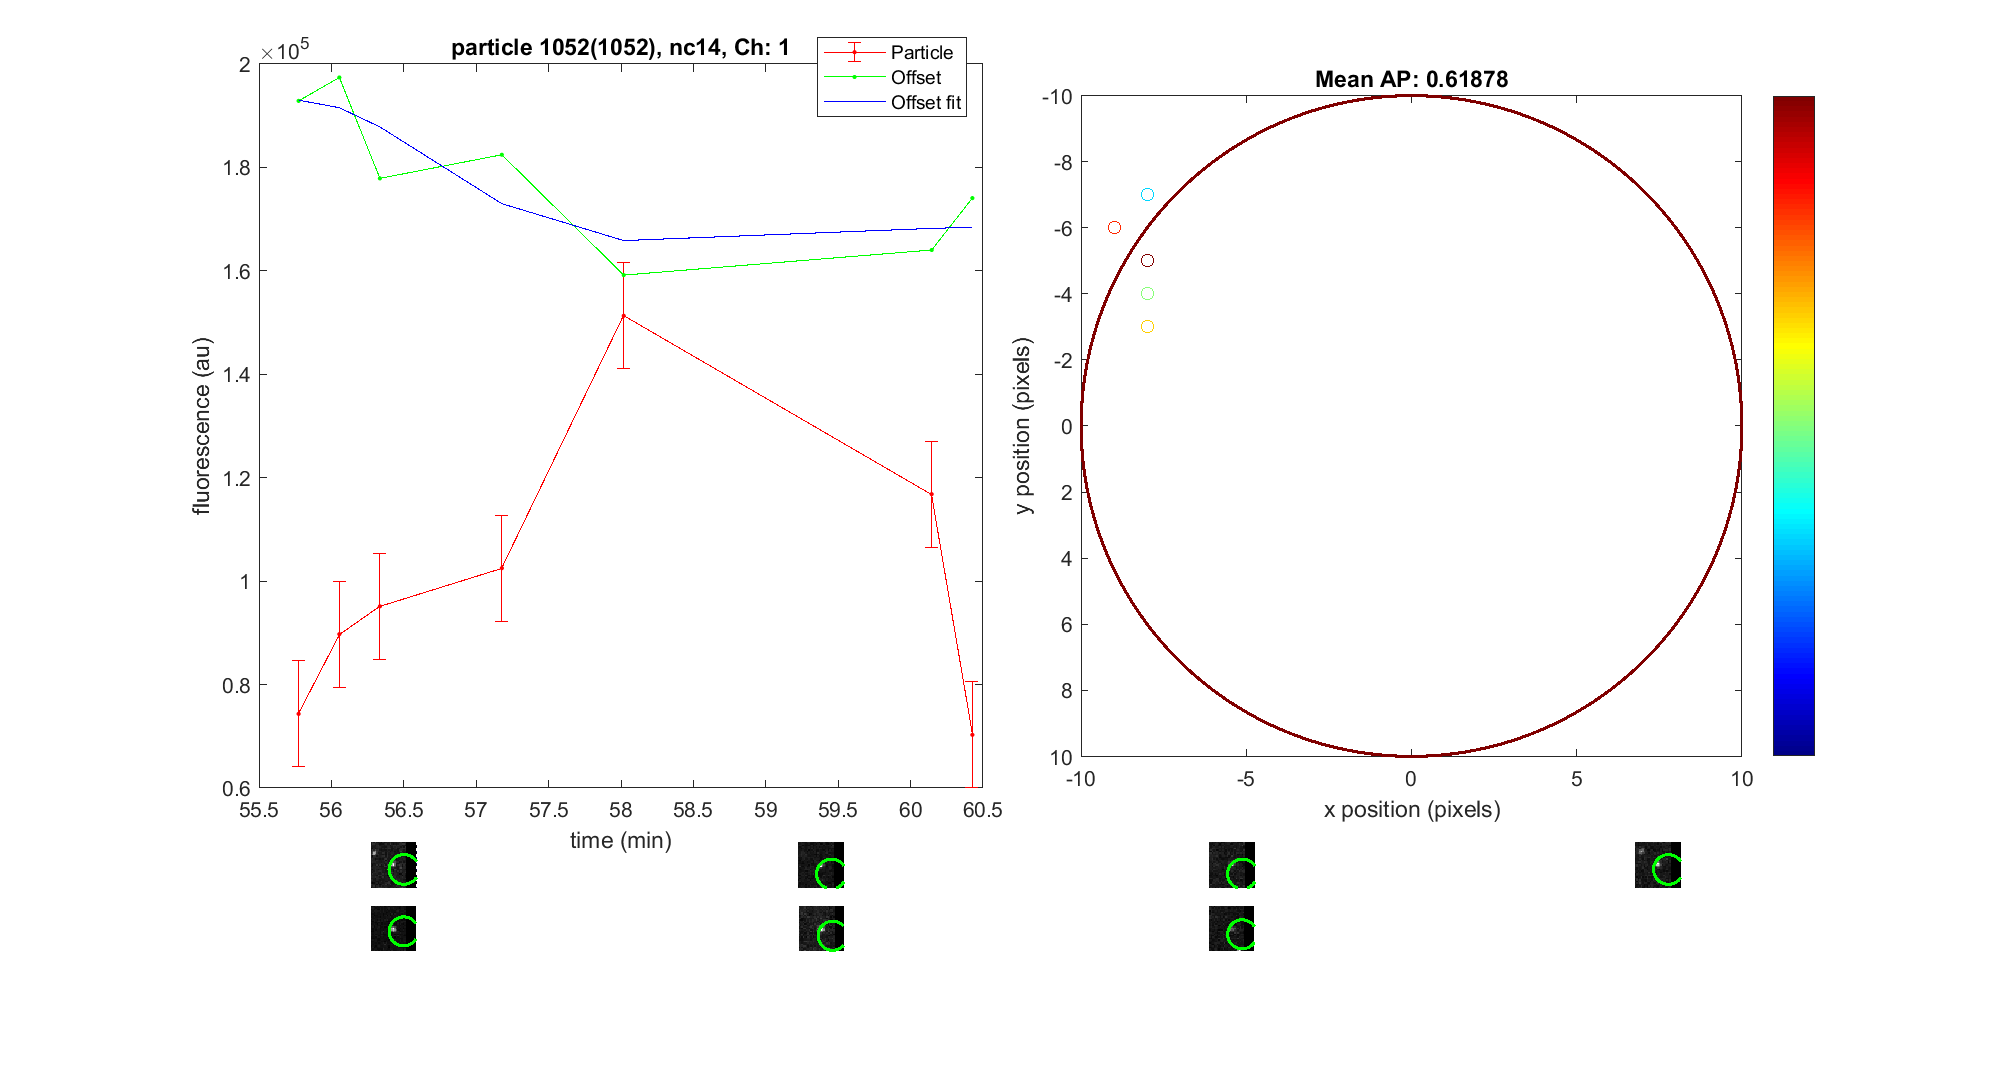 particle 1052(1052), nc14, Ch: 1
×10^5
Particle
Offset
Offset fit
2
1.8
1.6
1.4
1.2
1
0.8
0.6
fluorescence (au)
55.5 56 56.5 57 57.5 58 58.5 59 59.5 60 60.5
time (min)
Mean AP: 0.61878
-10
-8
-6
-4
-2
0
2
4
6
8
10
y position (pixels)
-10 -5 0 5 10
x position (pixels)